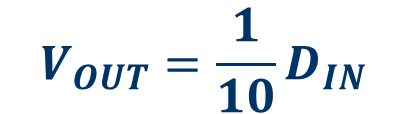 V_OUT = 1/10 D_IN